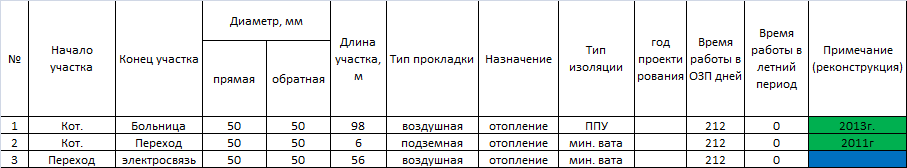 № Начало участка Конец участка Диаметр, мм прямая обратная Длина участка, м Тип прокладки Назначение Тип изоляции год проекти рования Время работы в ОЗП дней Время работы в летний период Примечание (реконструкция)
1 Кот. Больница 50 50 98 воздушная отопление ППУ 212 0 2013г.
2 Кот. Переход 50 50 6 подземная отопление мин. вата 212 0 2011г
3 Переход электросвязь 50 50 56 воздушная отопление мин. вата 212 0